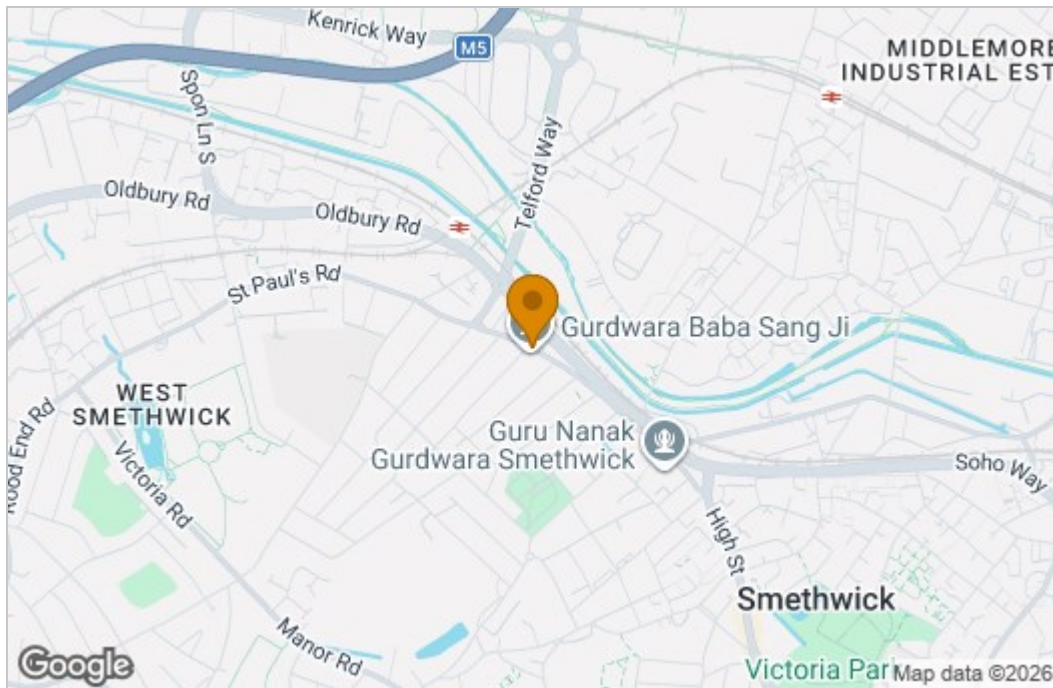 Kenrick Way
M5
MIDDLEMORE
INDUSTRIAL EST
Spon Ln S
Telford Way
Oldbury Rd
Oldbury Rd
St Paul's Rd
Gurdwara Baba Sang Ji
WEST
SMETHWICK
Rood End Rd
Victoria Rd
Guru Nanak
Gurdwara Smethwick
Soho Way
High St
Smethwick
Manor Rd
Victoria Park
Google
Map data ©2026